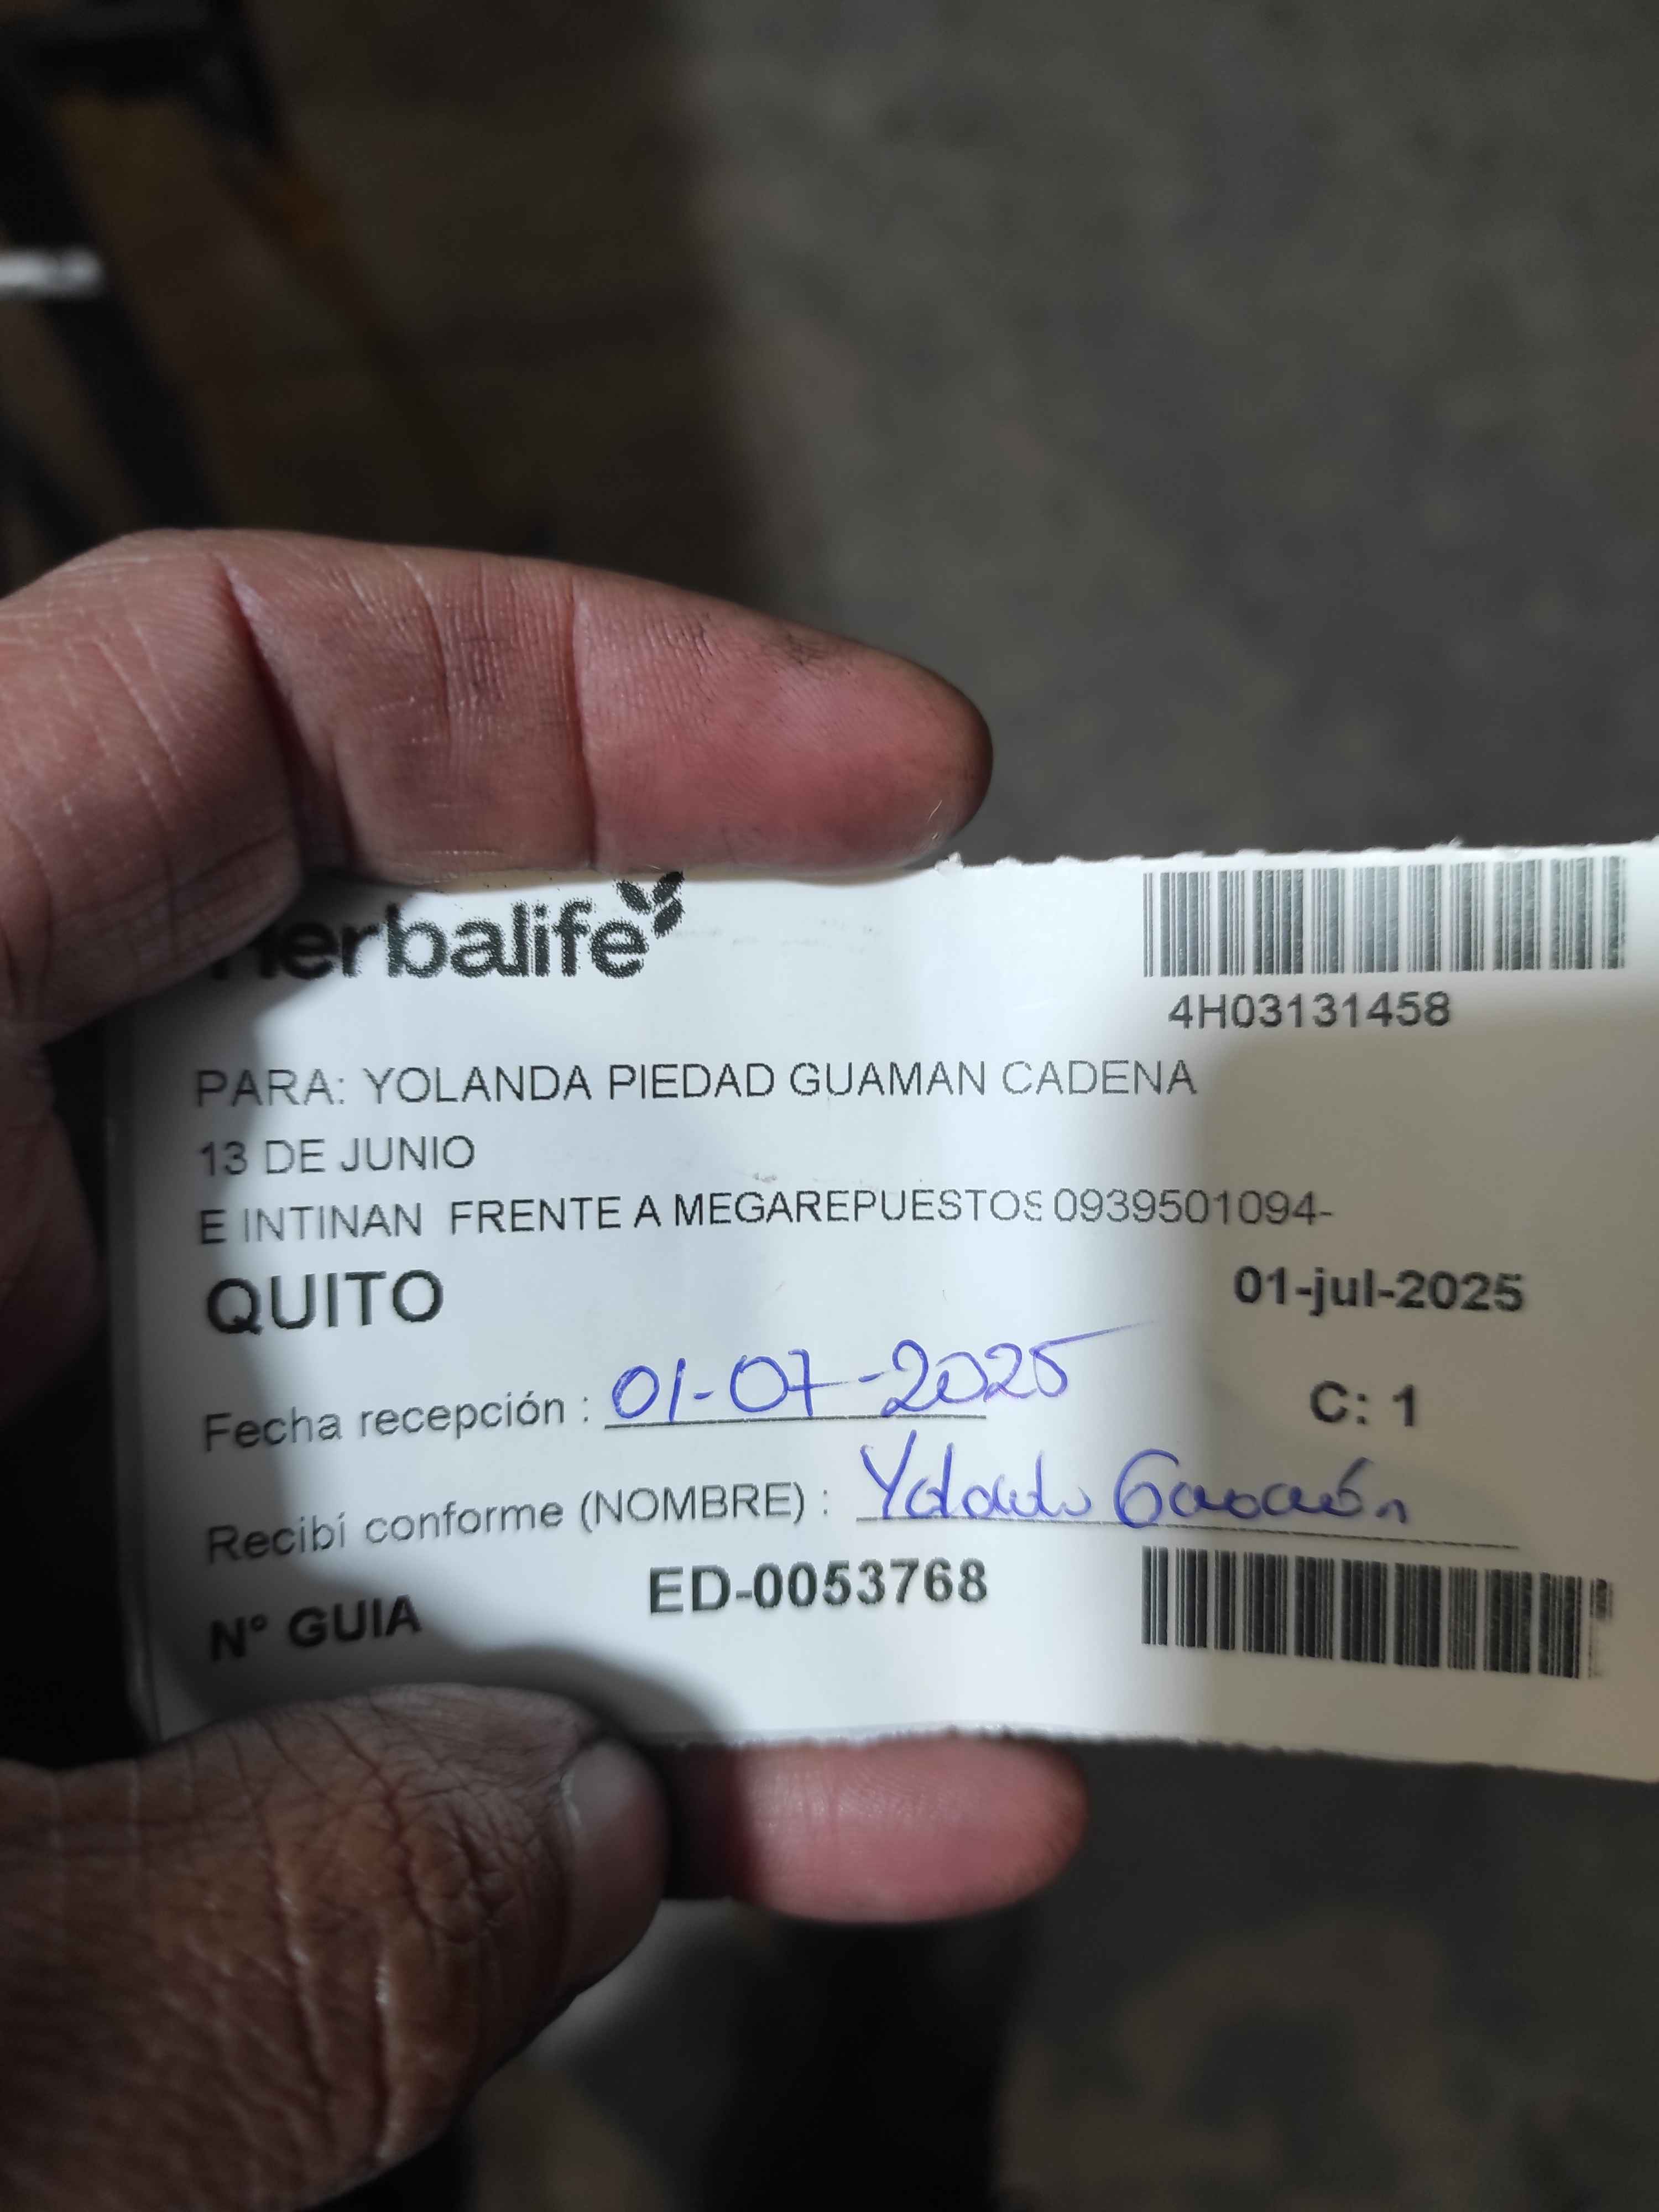 Herbalife
4H03131458
PARA: YOLANDA PIEDAD GUAMAN CADENA
13 DE JUNIO
E INTINAN FRENTE A MEGAREPUESTOS 0939501094-
QUITO 01-jul-2025
Fecha recepción : 01-07-2025 C: 1
Recibí conforme (NOMBRE) :
N° GUIA ED-0053768